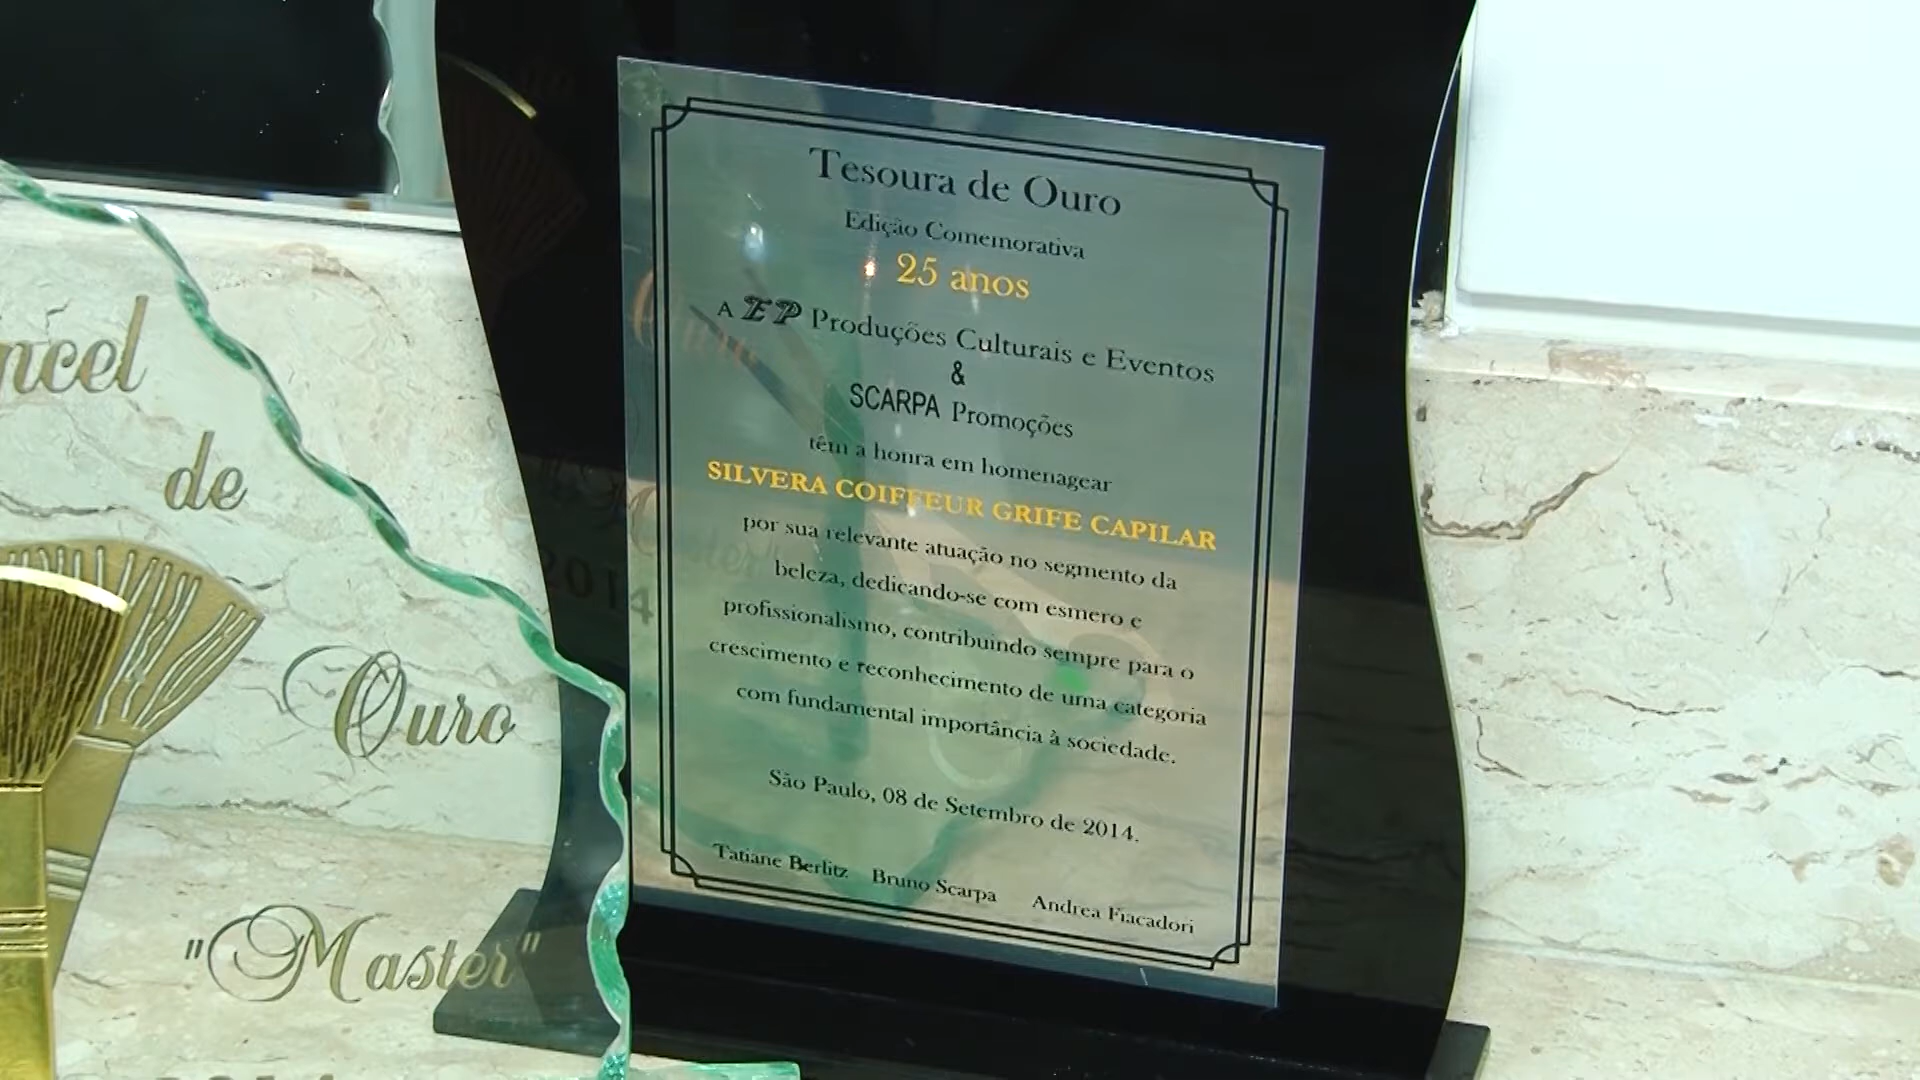 Tesoura de Ouro
Edição Comemorativa
25 anos
A EP Produções Culturais e Eventos
&
SCARPA Promoções
têm a honra em homenagear
SILVERA COIFFEUR GRIFE CAPILAR
por sua relevante atuação no segmento da
beleza, dedicando-se com esmero e
profissionalismo, contribuindo sempre para o
crescimento e reconhecimento de uma categoria
com fundamental importância à sociedade.
São Paulo, 08 de Setembro de 2014.
Tatiane Berlitz Bruno Scarpa Andrea Fiacadori
ncel
de
Ouro
"Master"